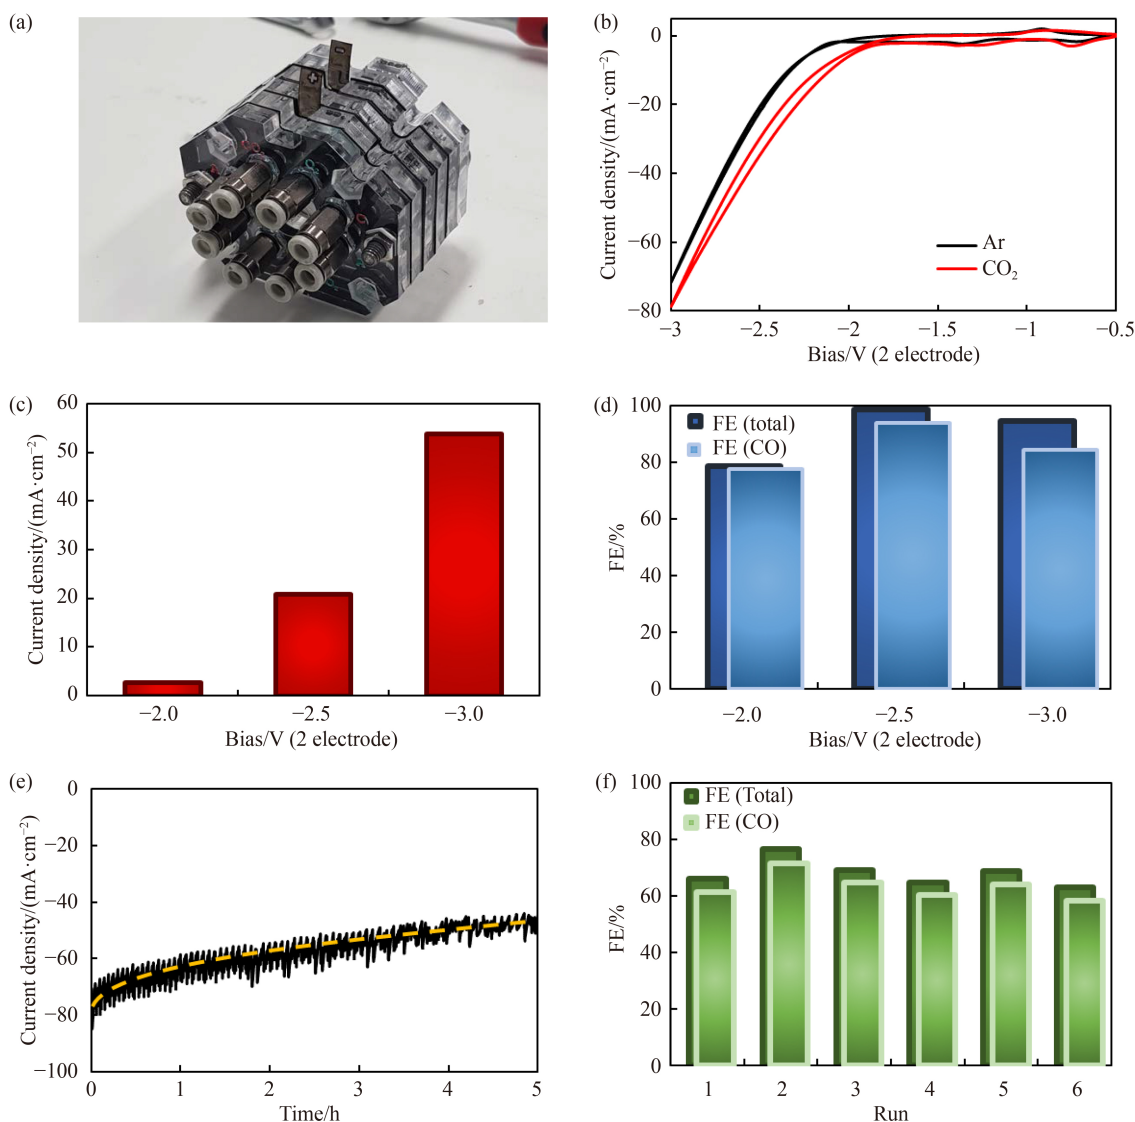 (a)
+
−
(b)
Current density/(mA·cm⁻²)
0
−20
−40
−60
−80
Ar
CO₂
−3
−2.5
−2
−1.5
−1
−0.5
Bias/V (2 electrode)
(c)
Current density/(mA·cm⁻²)
60
50
40
30
20
10
0
−2.0
−2.5
−3.0
Bias/V (2 electrode)
(d)
FE/%
100
80
60
40
20
0
FE (total)
FE (CO)
−2.0
−2.5
−3.0
Bias/V (2 electrode)
(e)
Current density/(mA·cm⁻²)
0
−20
−40
−60
−80
−100
0
1
2
3
4
5
Time/h
(f)
FE/%
100
80
60
40
20
0
FE (Total)
FE (CO)
1
2
3
4
5
6
Run